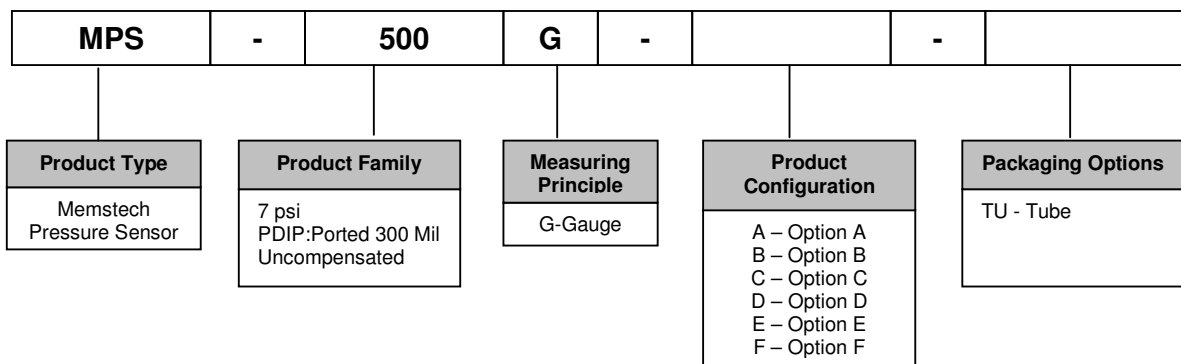 MPS - 500 G - -
Product Type
Memstech
Pressure Sensor
Product Family
7 psi
PDIP:Ported 300 Mil
Uncompensated
Measuring
Principle
G-Gauge
Product
Configuration
A – Option A
B – Option B
C – Option C
D – Option D
E – Option E
F – Option F
Packaging Options
TU - Tube